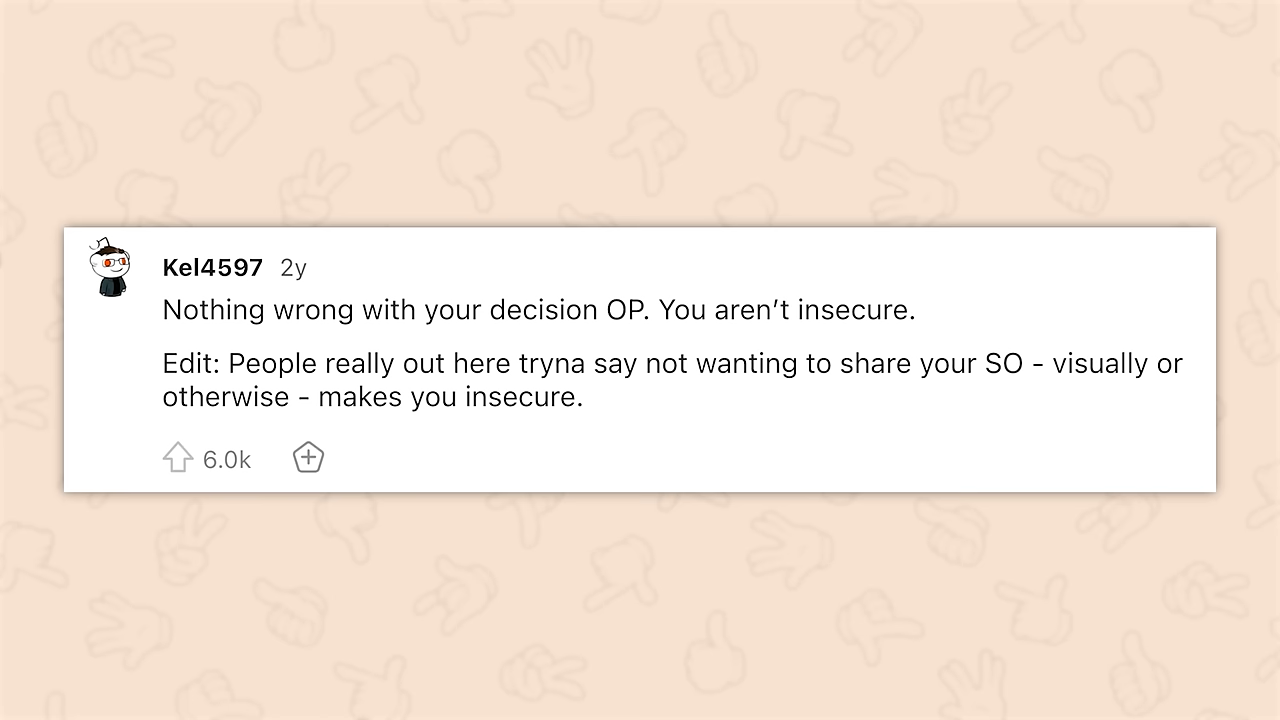 Kel4597 2y
Nothing wrong with your decision OP. You aren’t insecure.
Edit: People really out here tryna say not wanting to share your SO - visually or
otherwise - makes you insecure.
6.0k